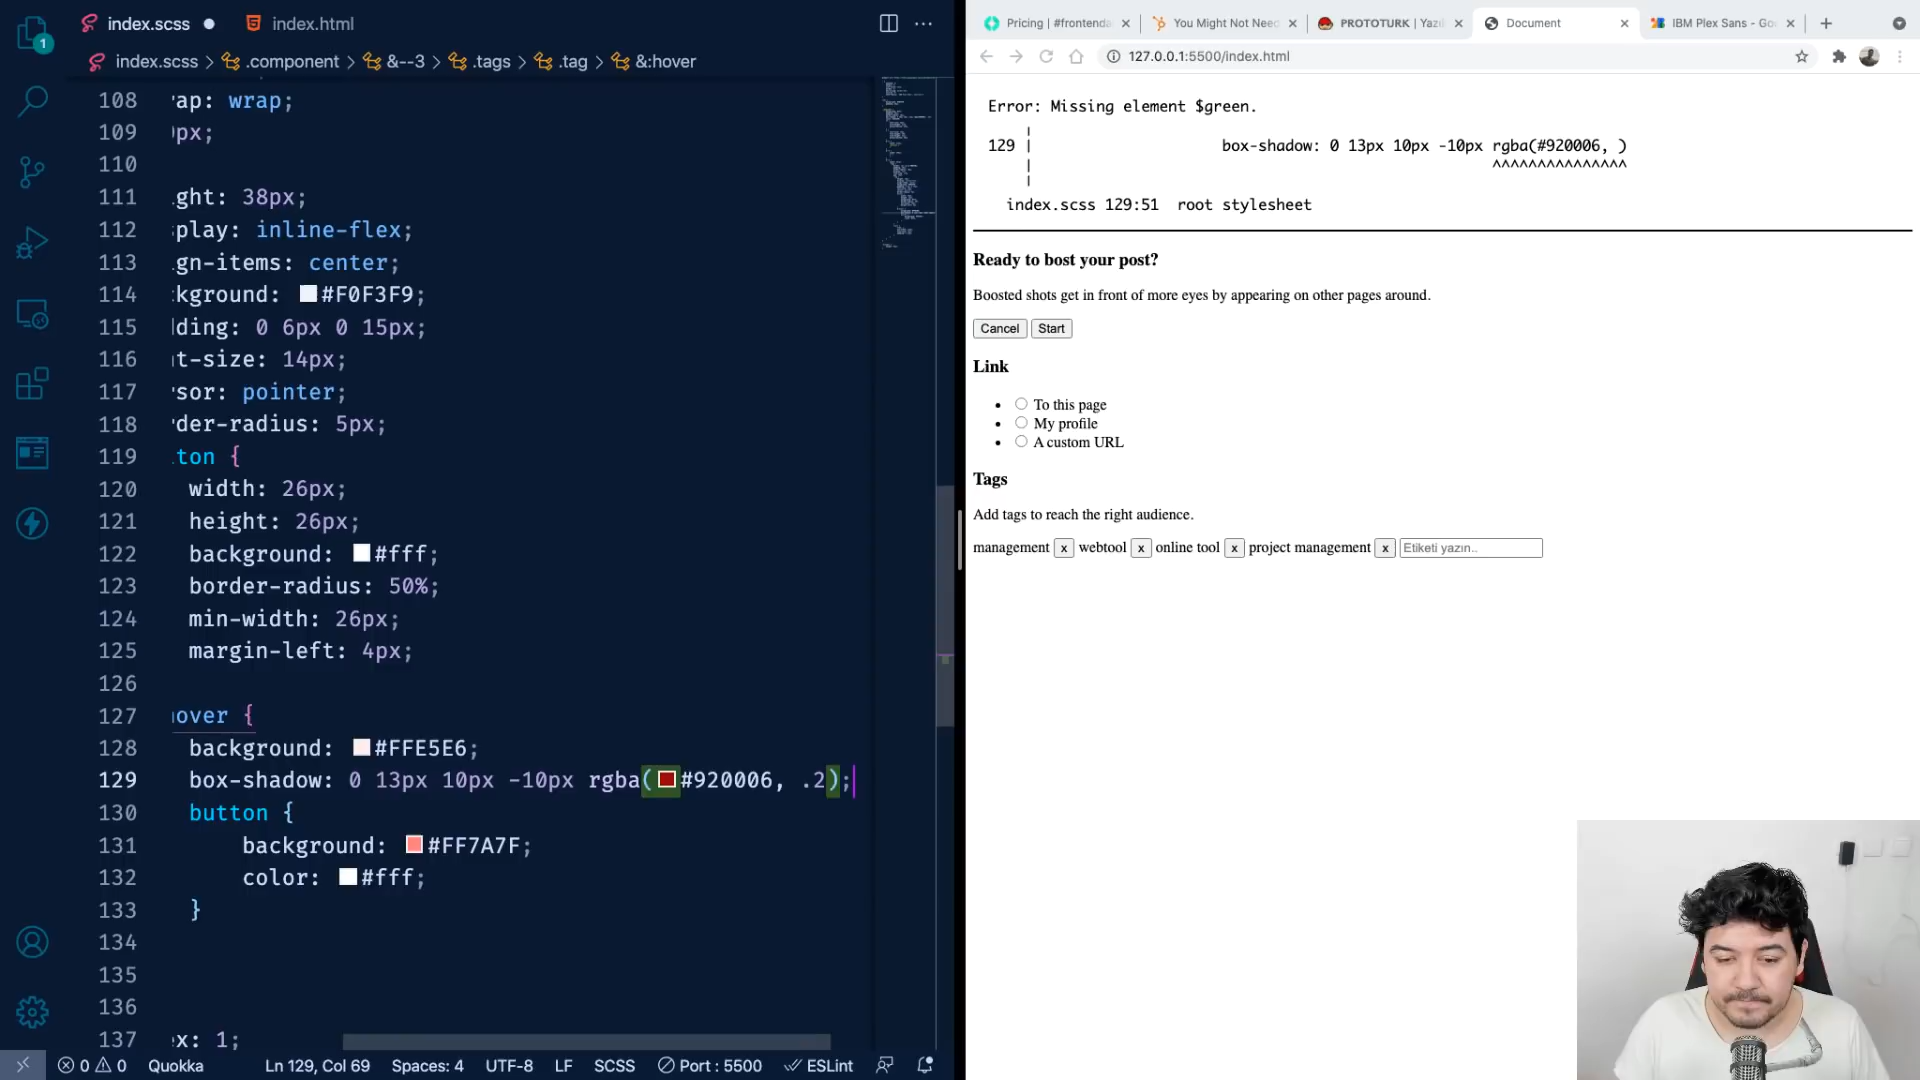 index.scss
index.html
index.scss > .component > &--3 > .tags > .tag > &:hover
108 ap: wrap;
109 px;
110
111 ght: 38px;
112 play: inline-flex;
113 gn-items: center;
114 kground: #F0F3F9;
115 ding: 0 6px 0 15px;
116 t-size: 14px;
117 sor: pointer;
118 der-radius: 5px;
119 ton {
120 width: 26px;
121 height: 26px;
122 background: #fff;
123 border-radius: 50%;
124 min-width: 26px;
125 margin-left: 4px;
126
127 over {
128 background: #FFE5E6;
129 box-shadow: 0 13px 10px -10px rgba(#920006, .2);
130 button {
131 background: #FF7A7F;
132 color: #fff;
133 }
134
135
136
137 ex: 1;
1
0 0 Quokka Ln 129, Col 69 Spaces: 4 UTF-8 LF SCSS Port : 5500 ESLint
Pricing | #frontenda
You Might Not Need
PROTOTURK | Yazıl
Document
IBM Plex Sans - Goo
127.0.0.1:5500/index.html
Error: Missing element $green.
129 | box-shadow: 0 13px 10px -10px rgba(#920006, )
^^^^^^^^^^^^^^^
index.scss 129:51 root stylesheet
Ready to bost your post?
Boosted shots get in front of more eyes by appearing on other pages around.
Cancel Start
Link
• To this page
• My profile
• A custom URL
Tags
Add tags to reach the right audience.
management x webtool x online tool x project management x Etiketi yazın..